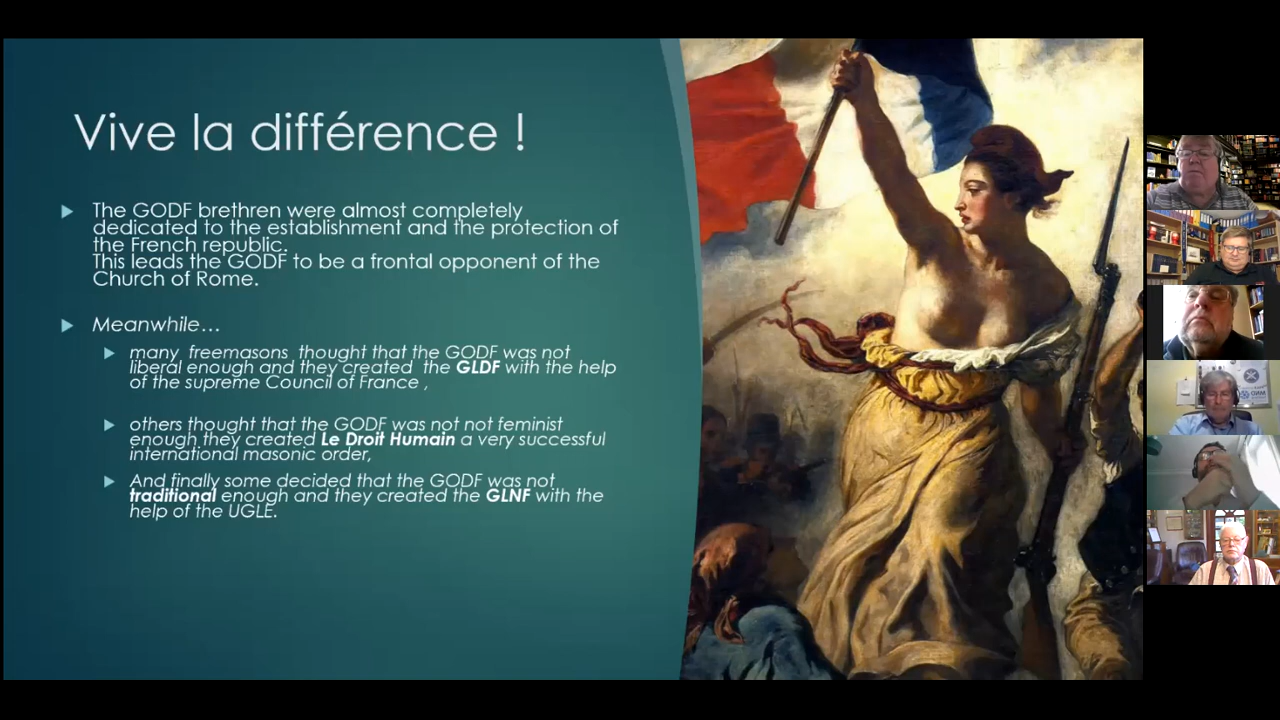 Vive la différence !
The GODF brethren were almost completely
dedicated to the establishment and the protection of
the French republic.
This leads the GODF to be a frontal opponent of the
Church of Rome.
Meanwhile…
many freemasons thought that the GODF was not
liberal enough and they created the GLDF with the help
of the supreme Council of France ,
others thought that the GODF was not not feminist
enough they created Le Droit Humain a very successful
international masonic order,
And finally some decided that the GODF was not
traditional enough and they created the GLNF with the
help of the UGLE.